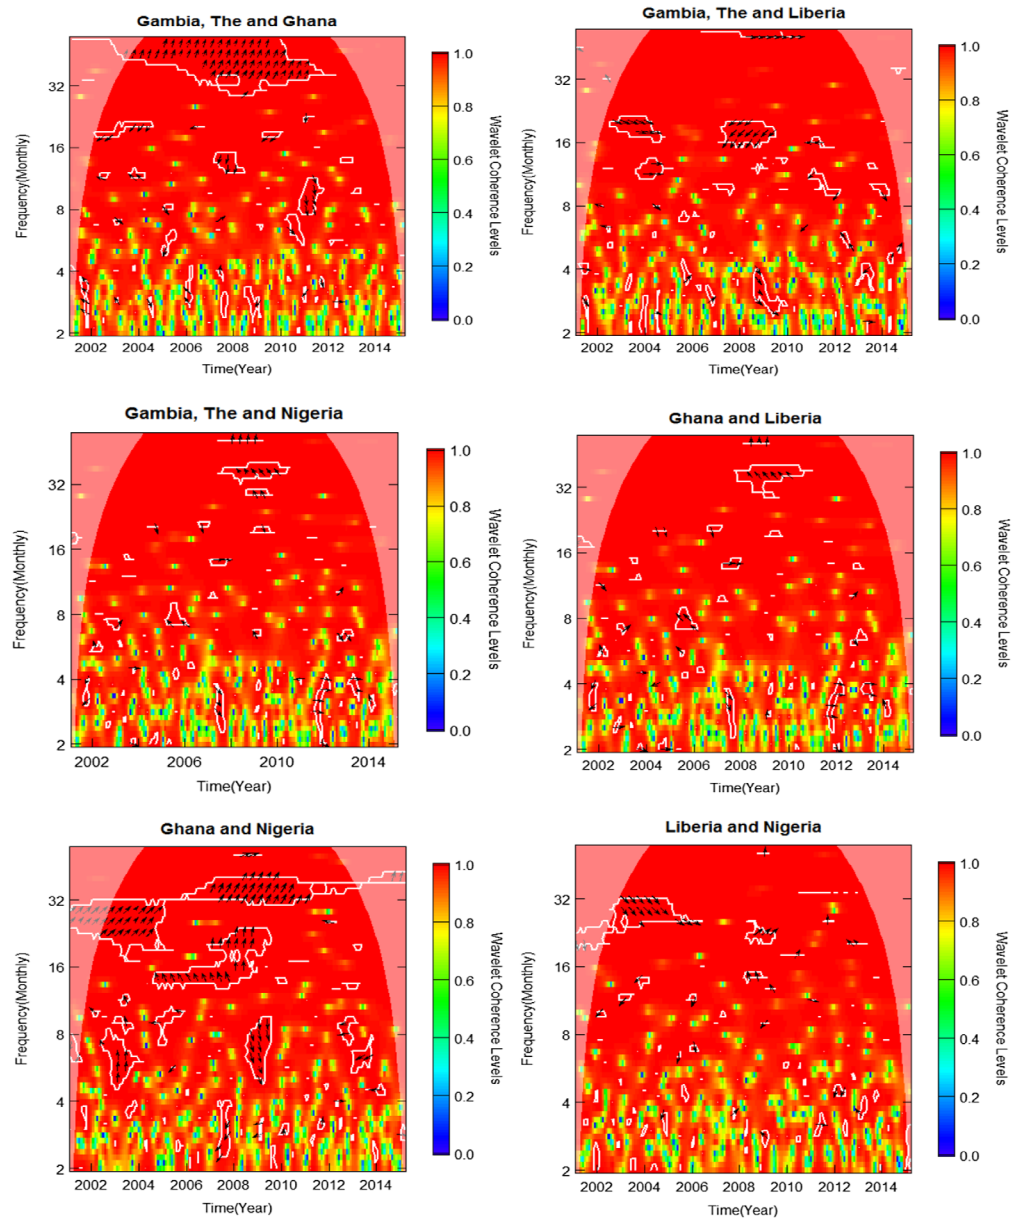 Gambia, The and Ghana
Frequency(Monthly)
32
16
8
4
2
2002 2004 2006 2008 2010 2012 2014
Time(Year)
1.0
0.8
0.6
0.4
0.2
0.0
Wavelet Coherence Levels
Gambia, The and Liberia
Frequency(Monthly)
32
16
8
4
2
2002 2004 2006 2008 2010 2012 2014
Time(Year)
1.0
0.8
0.6
0.4
0.2
0.0
Wavelet Coherence Levels
Gambia, The and Nigeria
Frequency(Monthly)
32
16
8
4
2
2002 2006 2010 2014
Time(Year)
1.0
0.8
0.6
0.4
0.2
0.0
Wavelet Coherence Levels
Ghana and Liberia
Frequency(Monthly)
32
16
8
4
2
2002 2004 2006 2008 2010 2012 2014
Time(Year)
1.0
0.8
0.6
0.4
0.2
0.0
Wavelet Coherence Levels
Ghana and Nigeria
Frequency(Monthly)
32
16
8
4
2
2002 2004 2006 2008 2010 2012 2014
Time(Year)
1.0
0.8
0.6
0.4
0.2
0.0
Wavelet Coherence Levels
Liberia and Nigeria
Frequency(Monthly)
32
16
8
4
2
2002 2004 2006 2008 2010 2012 2014
Time(Year)
1.0
0.8
0.6
0.4
0.2
0.0
Wavelet Coherence Levels